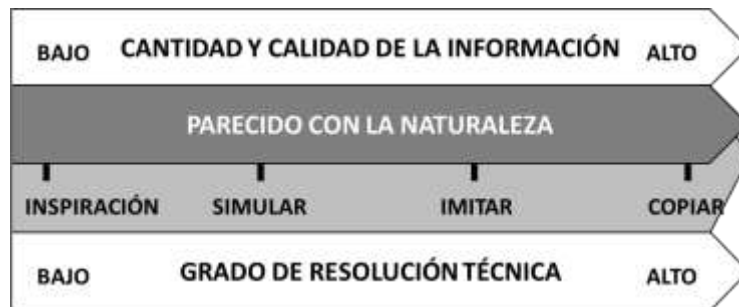 BAJO CANTIDAD Y CALIDAD DE LA INFORMACIÓN ALTO
PARECIDO CON LA NATURALEZA
INSPIRACIÓN SIMULAR IMITAR COPIAR
BAJO GRADO DE RESOLUCIÓN TÉCNICA ALTO